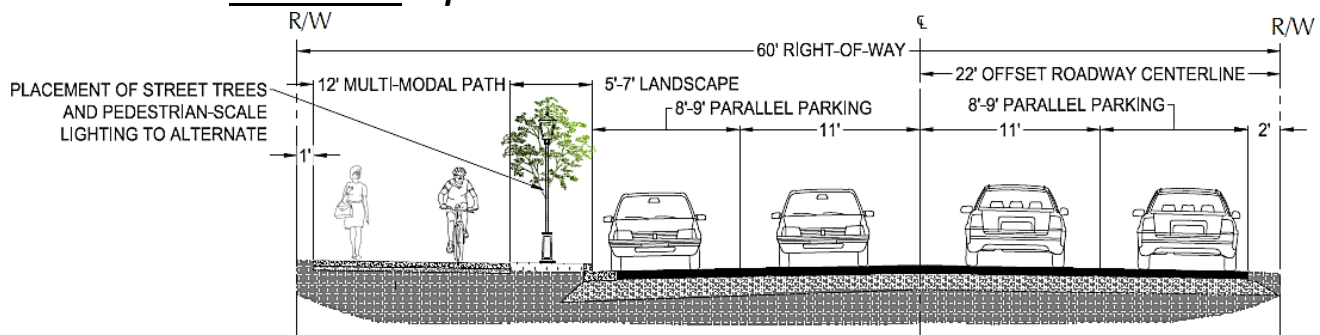 R/W
℄
R/W
60' RIGHT-OF-WAY
12' MULTI-MODAL PATH
5'-7' LANDSCAPE
22' OFFSET ROADWAY CENTERLINE
PLACEMENT OF STREET TREES
AND PEDESTRIAN-SCALE
LIGHTING TO ALTERNATE
8'-9' PARALLEL PARKING
8'-9' PARALLEL PARKING
1'
11'
11'
2'